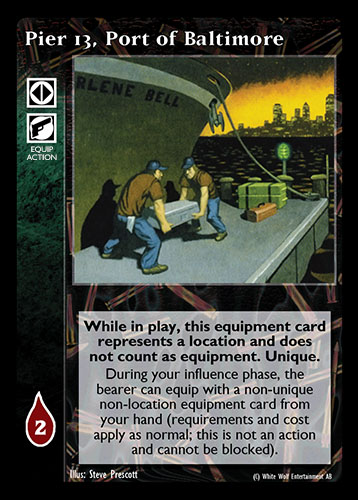 Pier 13, Port of Baltimore
RLENE BELL
EQUIP
ACTION
While in play, this equipment card
represents a location and does
not count as equipment. Unique.
During your influence phase, the
bearer can equip with a non-unique
non-location equipment card from
your hand (requirements and cost
apply as normal; this is not an action
and cannot be blocked).
2
Illus: Steve Prescott
(C) White Wolf Entertainment AB